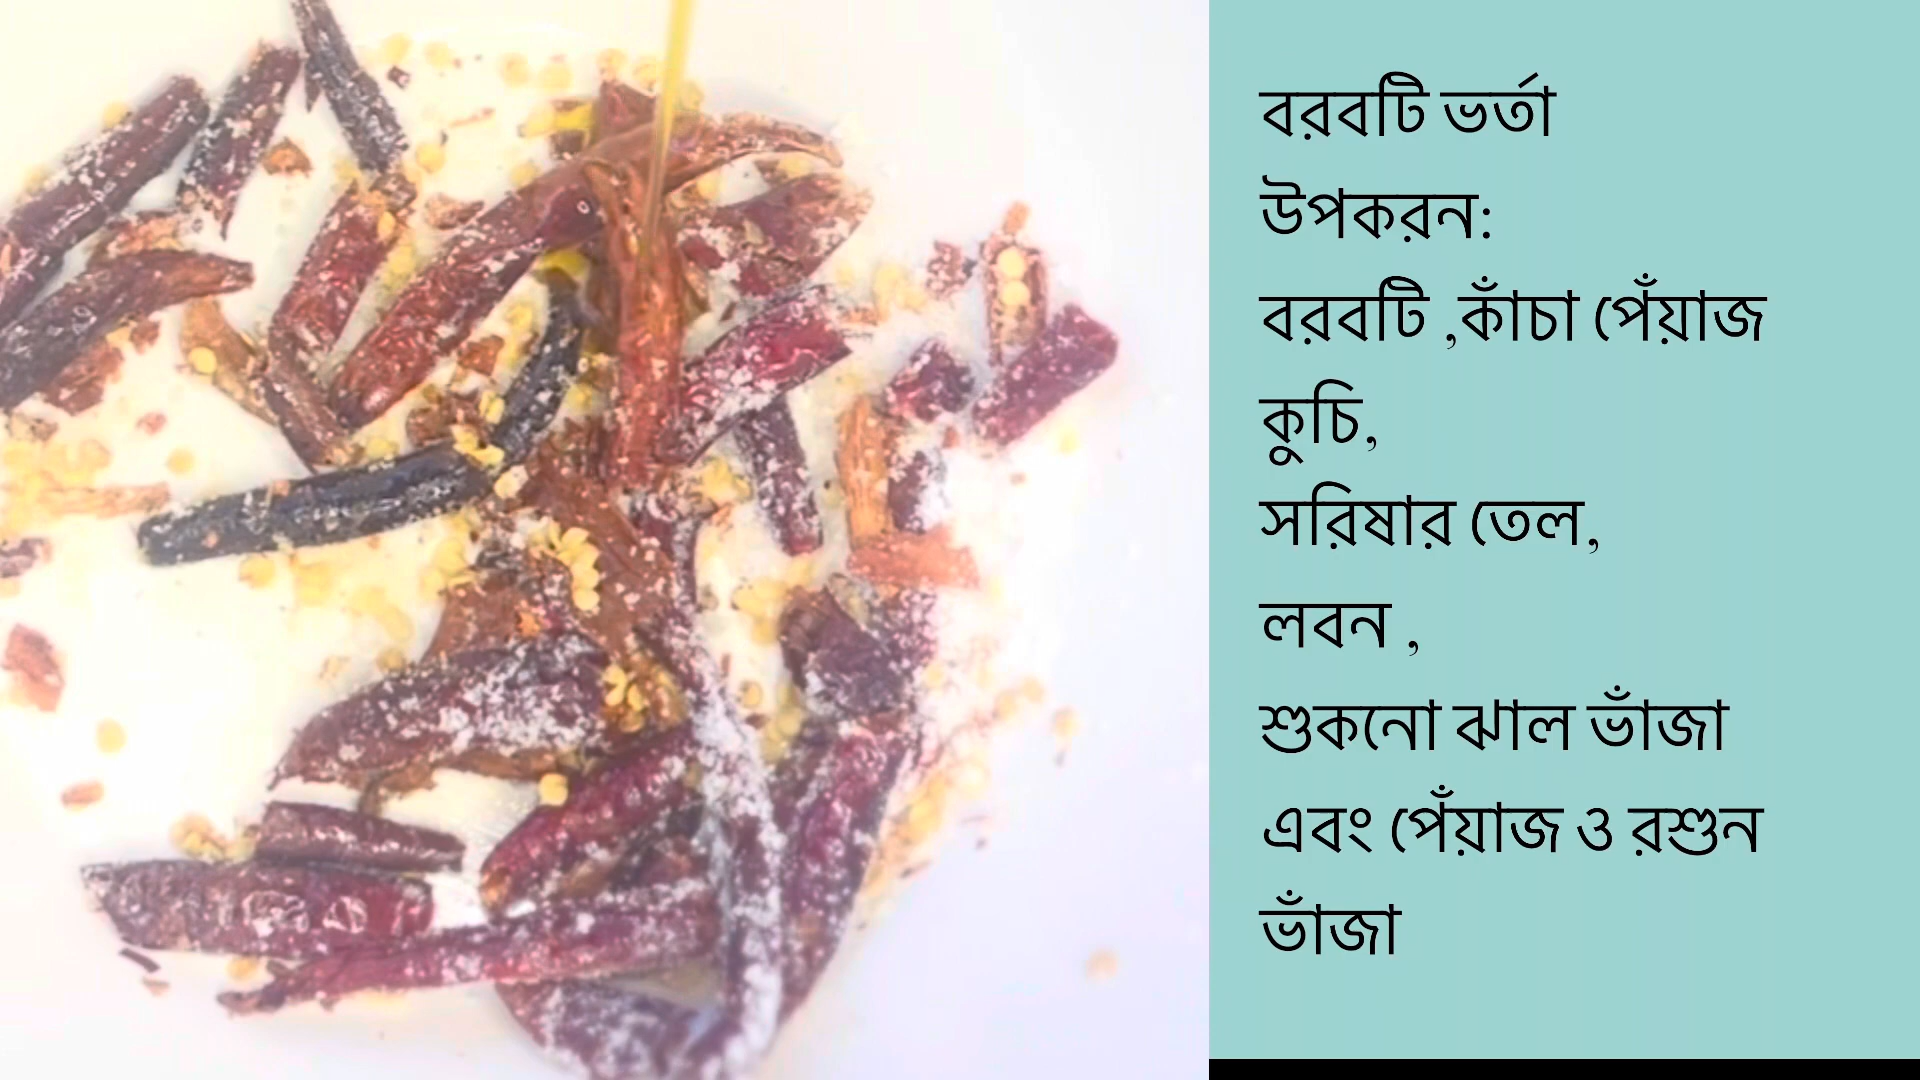 বরবটি ভর্তা
উপকরন:
বরবটি ,কাঁচা পেঁয়াজ
কুচি,
সরিষার তেল,
লবন ,
শুকনো ঝাল ভাঁজা
এবং পেঁয়াজ ও রশুন
ভাঁজা